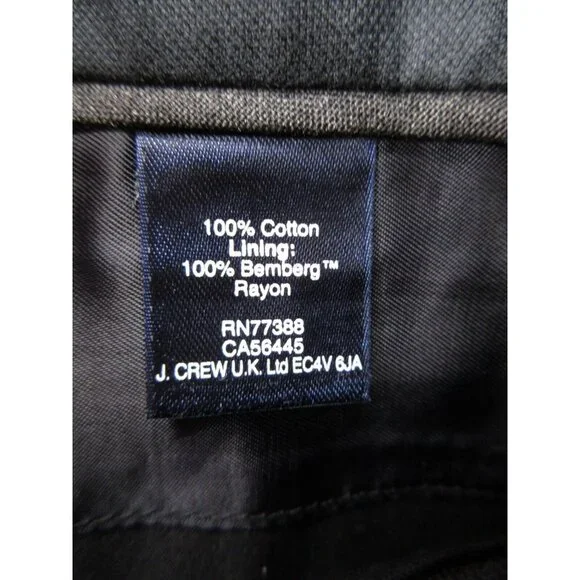 100% Cotton
Lining:
100% Bemberg™
Rayon
RN77388
CA56445
J. CREW U.K. Ltd EC4V 6JA